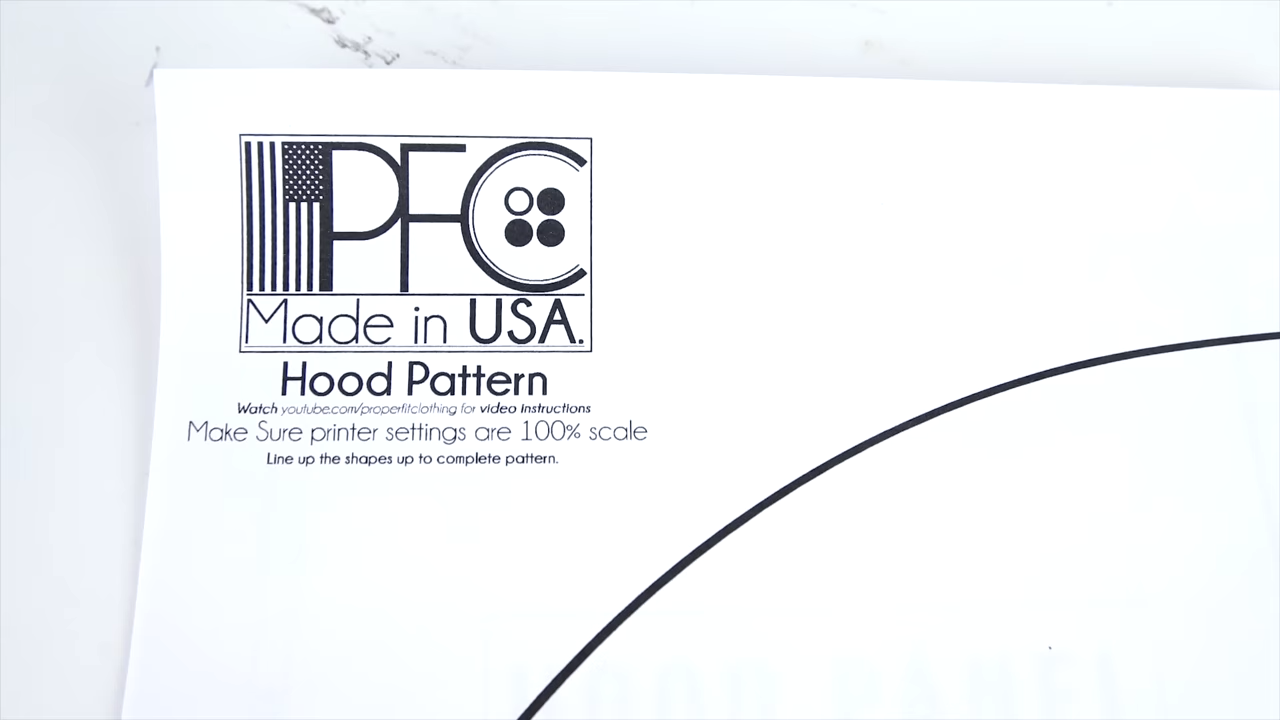 PFC
Made in USA.
Hood Pattern
Watch youtube.com/properfitclothing for video instructions
Make Sure printer settings are 100% scale
Line up the shapes up to complete pattern.